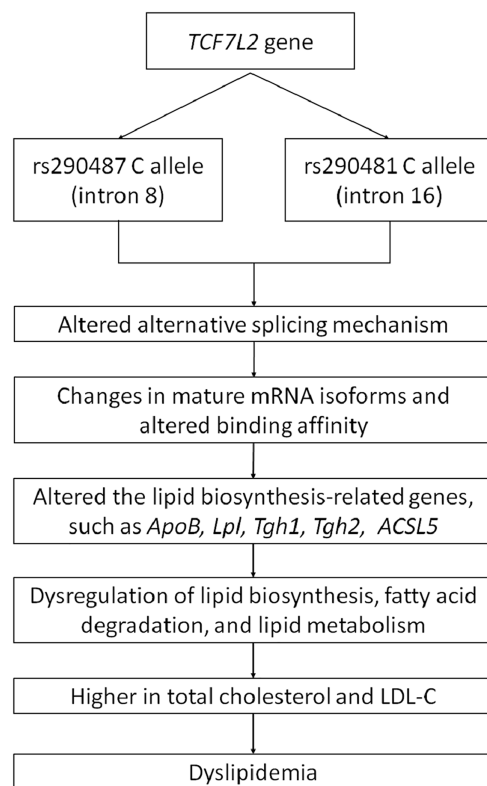 TCF7L2 gene
rs290487 C allele
(intron 8)
rs290481 C allele
(intron 16)
Altered alternative splicing mechanism
Changes in mature mRNA isoforms and
altered binding affinity
Altered the lipid biosynthesis-related genes,
such as ApoB, Lpl, Tgh1, Tgh2, ACSL5
Dysregulation of lipid biosynthesis, fatty acid
degradation, and lipid metabolism
Higher in total cholesterol and LDL-C
Dyslipidemia